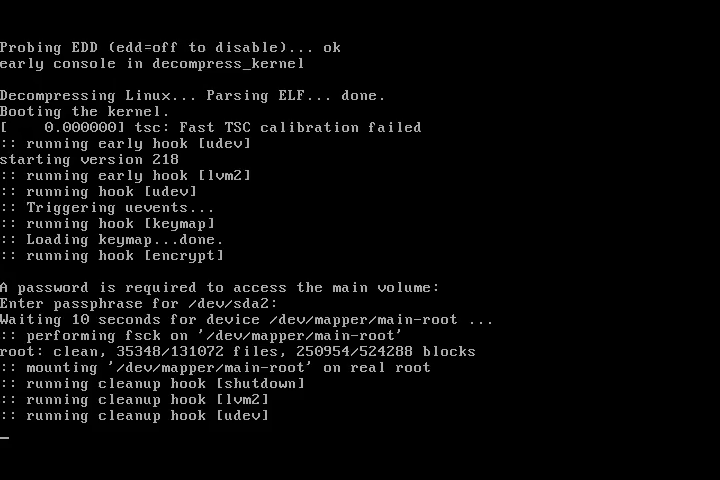 Probing EDD (edd=off to disable)... ok
early console in decompress_kernel
Decompressing Linux... Parsing ELF... done.
Booting the kernel.
[    0.000000] tsc: Fast TSC calibration failed
:: running early hook [udev]
starting version 218
:: running early hook [lvm2]
:: running hook [udev]
:: Triggering uevents...
:: running hook [keymap]
:: Loading keymap...done.
:: running hook [encrypt]
A password is required to access the main volume:
Enter passphrase for /dev/sda2:
Waiting 10 seconds for device /dev/mapper/main-root ...
:: performing fsck on '/dev/mapper/main-root'
root: clean, 35348/131072 files, 250954/524288 blocks
:: mounting '/dev/mapper/main-root' on real root
:: running cleanup hook [shutdown]
:: running cleanup hook [lvm2]
:: running cleanup hook [udev]